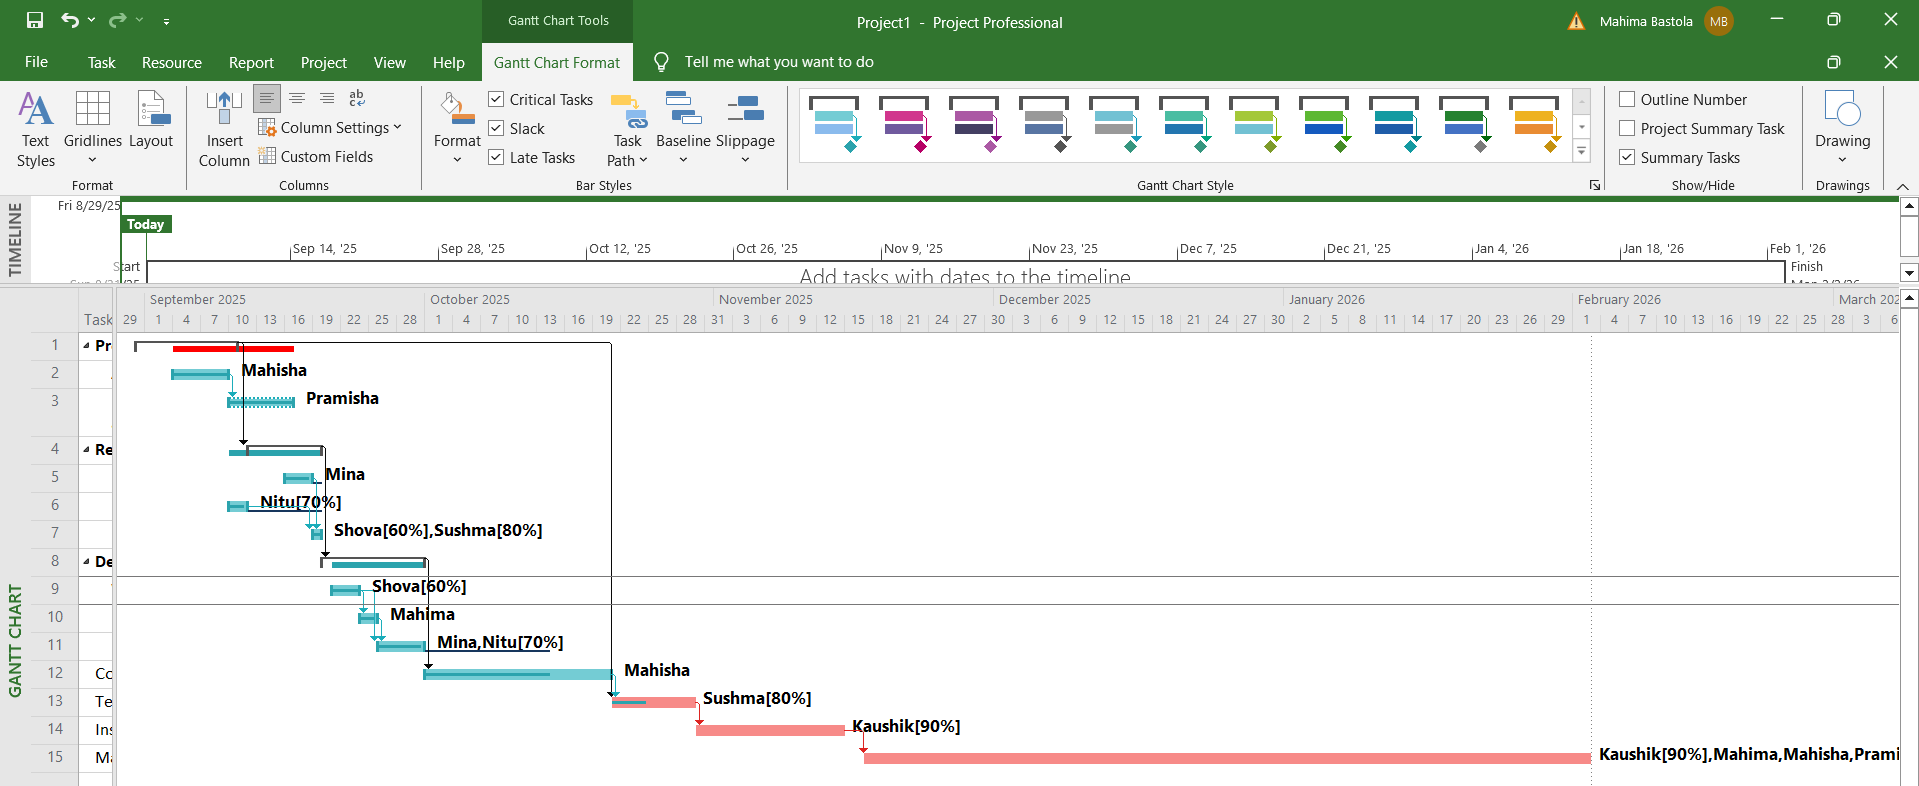 Gantt Chart Tools
Project1 - Project Professional
Mahima Bastola MB
File Task Resource Report Project View Help Gantt Chart Format Tell me what you want to do
Text Styles
Gridlines
Layout
Format
Insert Column
ab
c
Column Settings
Custom Fields
Columns
Format
Critical Tasks
Slack
Late Tasks
Task Path
Baseline
Slippage
Bar Styles
Gantt Chart Style
Outline Number
Project Summary Task
Summary Tasks
Show/Hide
Drawing
Drawings
TIMELINE
Fri 8/29/25
Today
Sep 14, '25 Sep 28, '25 Oct 12, '25 Oct 26, '25 Nov 9, '25 Nov 23, '25 Dec 7, '25 Dec 21, '25 Jan 4, '26 Jan 18, '26 Feb 1, '26
Start
Add tasks with dates to the timeline
Finish
GANTT CHART
September 2025 October 2025 November 2025 December 2025 January 2026 February 2026 March 202
Task 29 1 4 7 10 13 16 19 22 25 28 1 4 7 10 13 16 19 22 25 28 31 3 6 9 12 15 18 21 24 27 30 3 6 9 12 15 18 21 24 27 30 2 5 8 11 14 17 20 23 26 29 1 4 7 10 13 16 19 22 25 28 3 6
1 Pr
2 Mahisha
3 Pramisha
4 Re
5 Mina
6 Nitu[70%]
7 Shova[60%],Sushma[80%]
8 De
9 Shova[60%]
10 Mahima
11 Mina,Nitu[70%]
12 Co Mahisha
13 Te Sushma[80%]
14 Ins Kaushik[90%]
15 Ma Kaushik[90%],Mahima,Mahisha,Prami